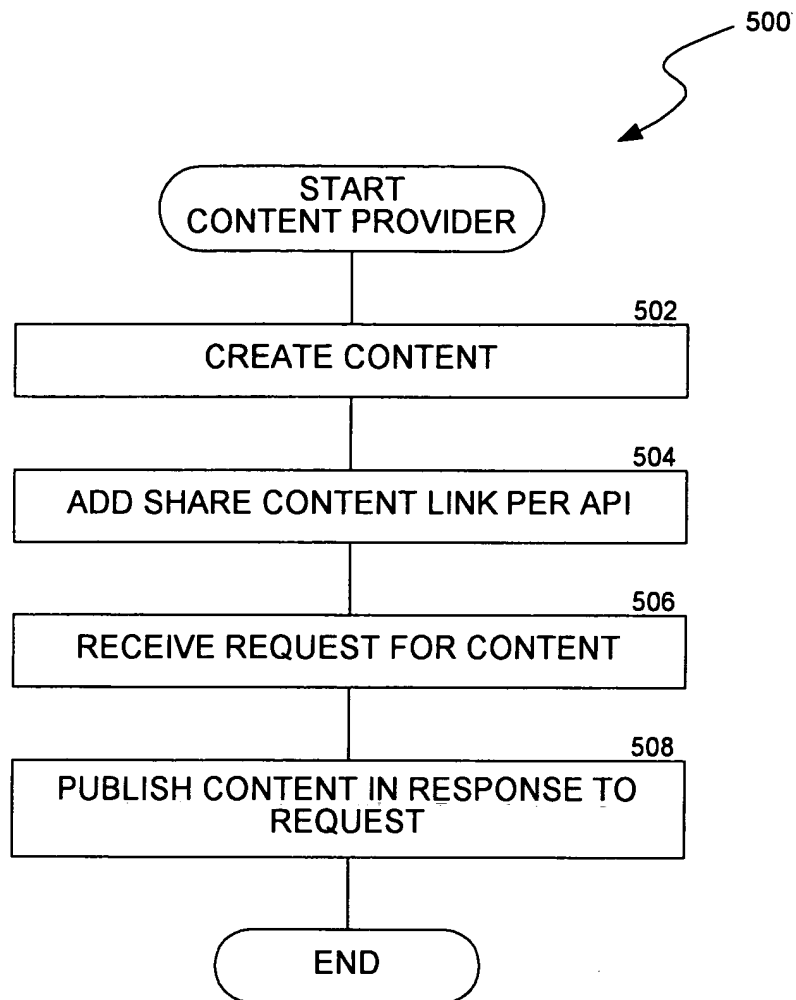 500
START
CONTENT PROVIDER
502
CREATE CONTENT
504
ADD SHARE CONTENT LINK PER API
506
RECEIVE REQUEST FOR CONTENT
508
PUBLISH CONTENT IN RESPONSE TO
REQUEST
END